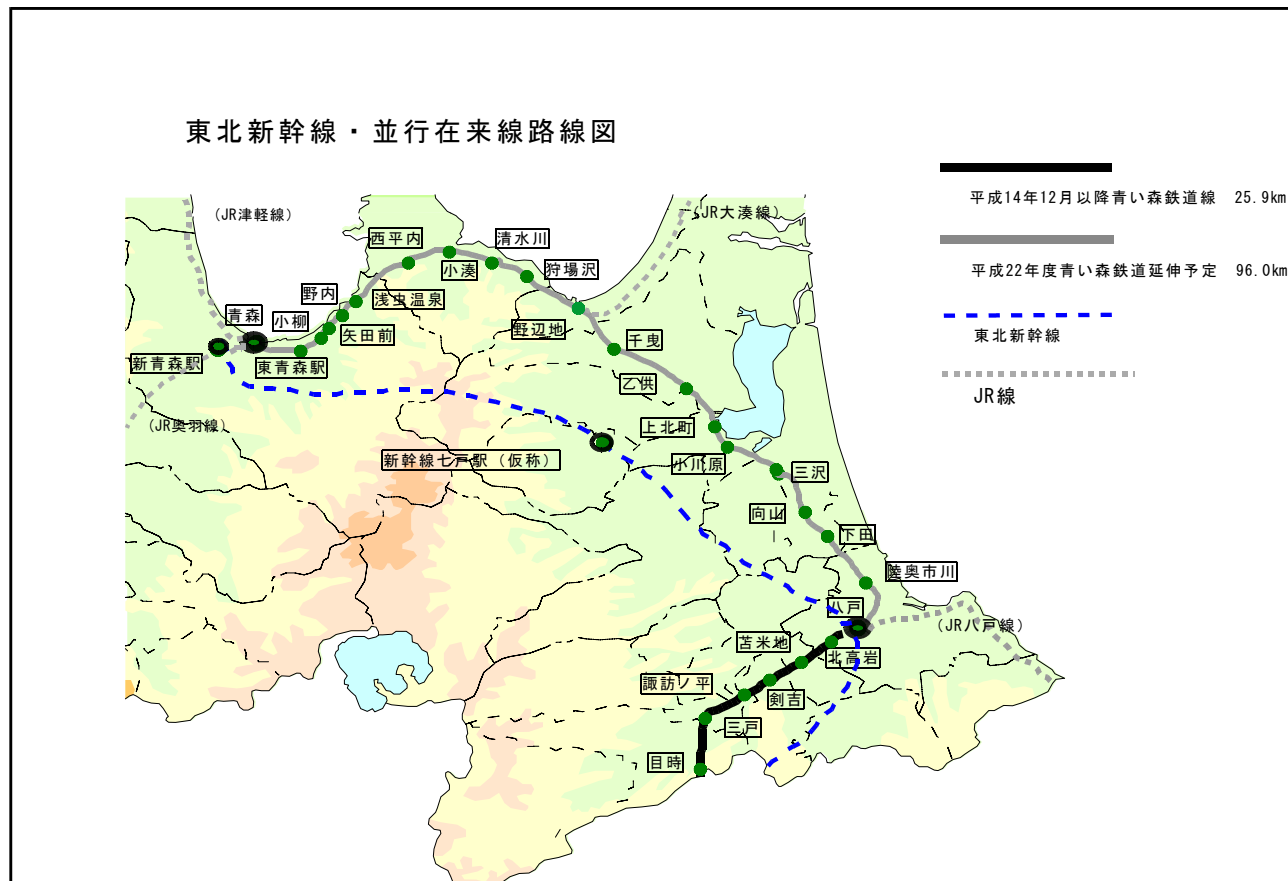 東北新幹線・並行在来線路線図
平成14年12月以降青い森鉄道線 25.9km
平成22年度青い森鉄道延伸予定 96.0km
東北新幹線
JR線
(JR津軽線)
(JR大湊線)
西平内
清水川
小湊
狩場沢
野内
浅虫温泉
青森
小柳
矢田前
野辺地
千曳
新青森駅
東青森駅
乙供
(JR奥羽線)
上北町
新幹線七戸駅(仮称)
小川原
三沢
向山
下田
陸奥市川
八戸
(JR八戸線)
苫米地
北高岩
諏訪ノ平
剣吉
三戸
目時